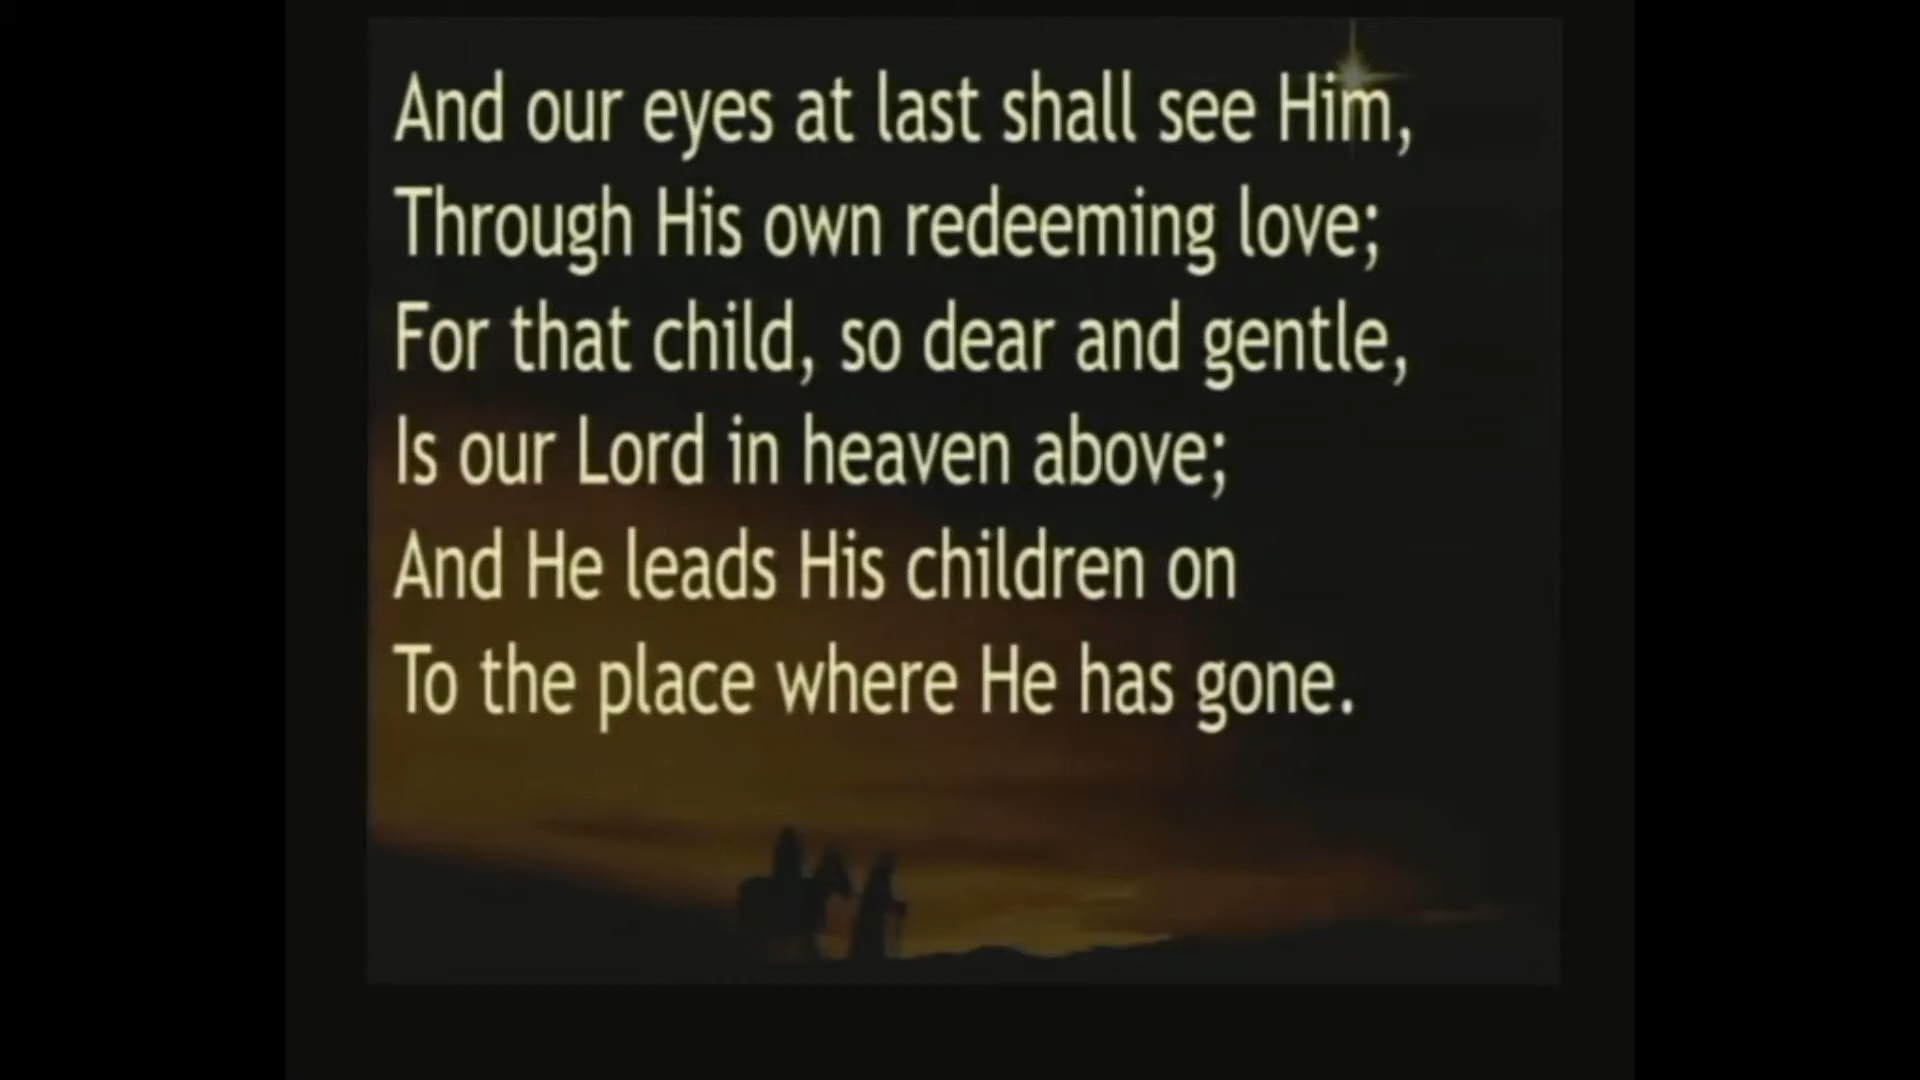 And our eyes at last shall see Him,
Through His own redeeming love;
For that child, so dear and gentle,
Is our Lord in heaven above;
And He leads His children on
To the place where He has gone.